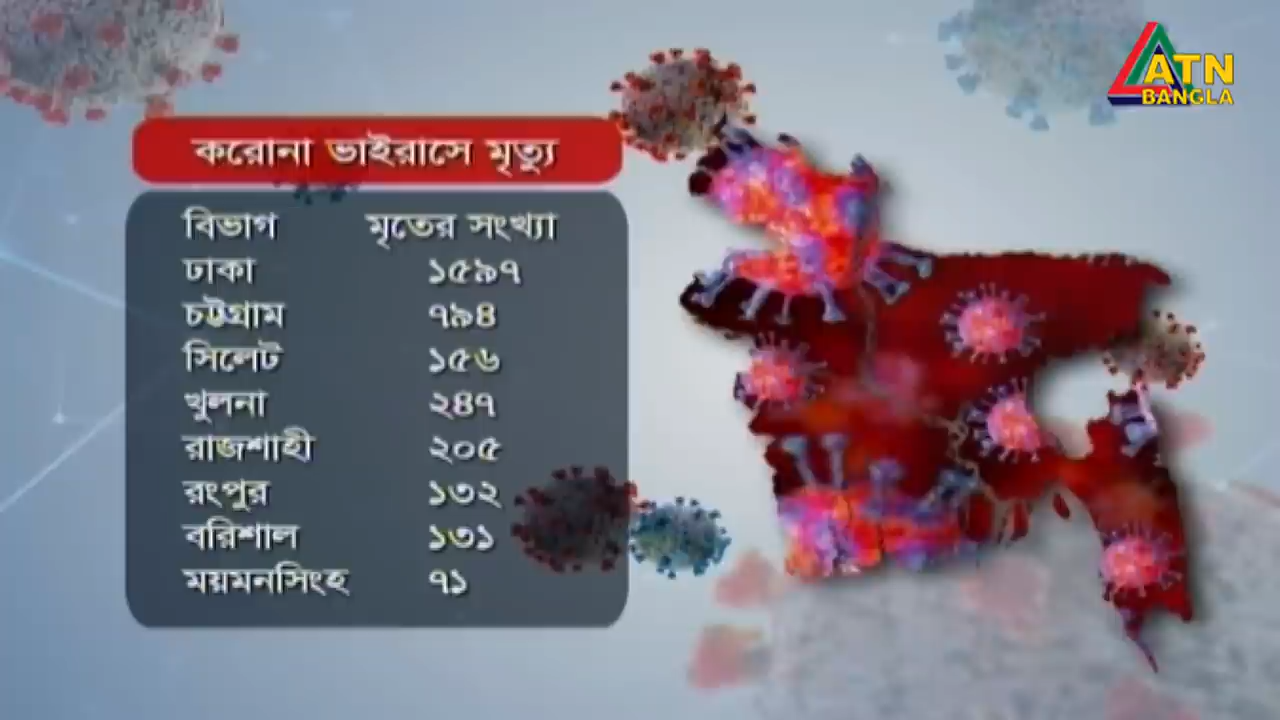 ATN
BANGLA
করোনা ভাইরাসে মৃত্যু
বিভাগ মৃতের সংখ্যা
ঢাকা ১৫৯৭
চট্টগ্রাম ৭৯৪
সিলেট ১৫৬
খুলনা ২৪৭
রাজশাহী ২০৫
রংপুর ১৩২
বরিশাল ১৩১
ময়মনসিংহ ৭১